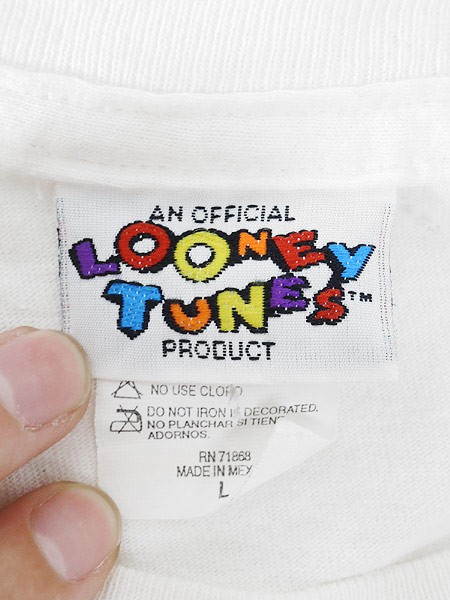 AN OFFICIAL
LOONEY
TUNES™
PRODUCT
NO USE CLORO
DO NOT IRON IF DECORATED.
NO PLANCHAR SI TIENE
ADORNOS.
RN 71868
MADE IN MEX
L